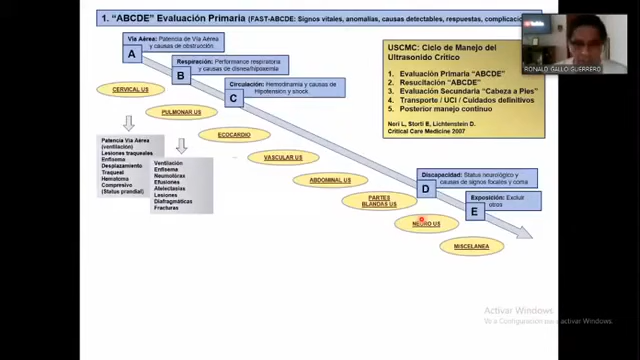 1. "ABCDE" Evaluación Primaria (FAST-ABCDE: Signos vitales, anomalías, causas detectables, respuestas, complicacio
Vía Aérea: Patencia de Vía Aérea
y causas de obstrucción.
A
Respiración: Performance respiratoria
y causas de disnea/hipoxemia
B
Circulación: Hemodinamia y causas de
Hipotensión y shock.
C
USCMC: Ciclo de Manejo del
Ultrasonido Crítico
1. Evaluación Primaria "ABCDE"
2. Resucitación "ABCDE"
3. Evaluación Secundaria "Cabeza a Pies"
4. Transporte / UCI / Cuidados definitivos
5. Posterior manejo continuo
Neri L, Storti E, Lichtenstein D.
Critical Care Medicine 2007
RONALD GALLO GUERRERO
CERVICAL US
PULMONAR US
ECOCARDIO
VASCULAR US
ABDOMINAL US
PARTES
BLANDAS US
NEURO US
MISCELANEA
Patencia Vía Aérea
(ventilación)
Lesiones traqueales
Enfisema
Desplazamiento
Traqueal
Hematoma
Compresivo
(Status prandial)
Ventilación
Enfisema
Neumotórax
Efusiones
Atelectasias
Lesiones
Diafragmáticas
Fracturas
Discapacidad: Status neurológico y
causas de signos focales y coma
D
Exposición: Excluir
otros
E
Activar Windows
Ve a Configuración para activar Windows.